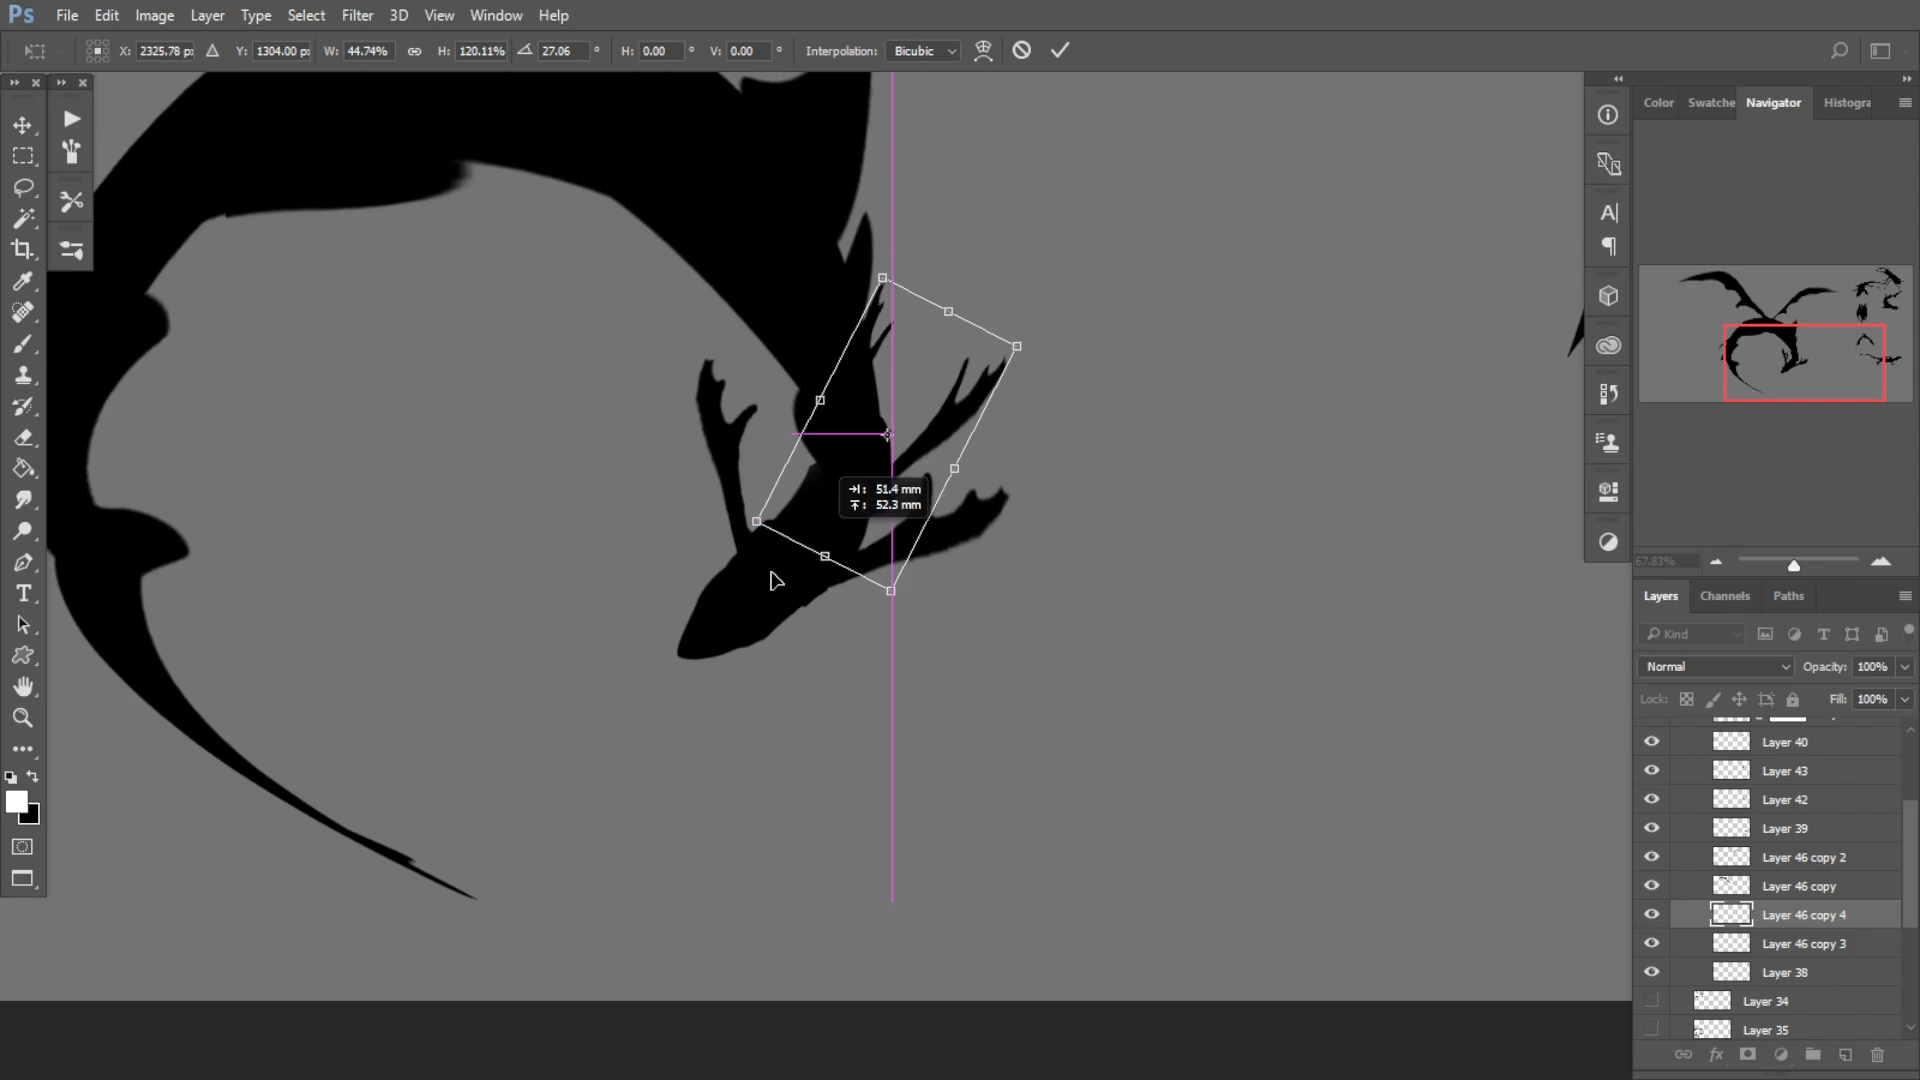 Ps File Edit Image Layer Type Select Filter 3D View Window Help
X: 2325.78 p Y: 1304.00 p W: 44.74% H: 120.11% 27.06 ° H: 0.00 ° V: 0.00 ° Interpolation: Bicubic
Color Swatche Navigator Histogra
51.4 mm
52.3 mm
67.83%
Layers Channels Paths
Kind
Normal Opacity: 100%
Lock: Fill: 100%
Layer 40
Layer 43
Layer 42
Layer 39
Layer 46 copy 2
Layer 46 copy
Layer 46 copy 4
Layer 46 copy 3
Layer 38
Layer 34
Layer 35